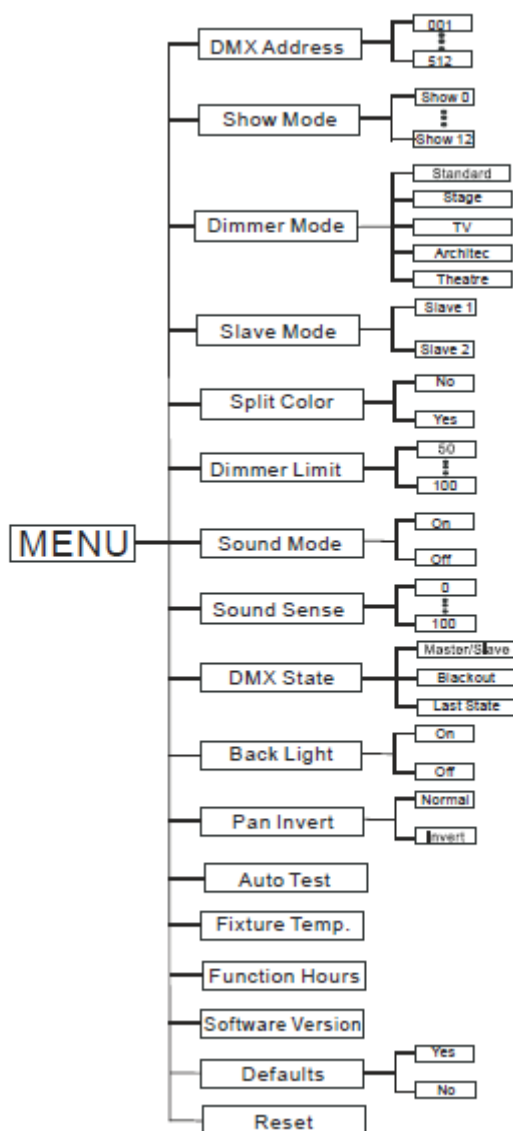 DMX Address
001
512
Show Mode
Show 0
Show 12
Dimmer Mode
Standard
Stage
TV
Architec
Theatre
Slave Mode
Slave 1
Slave 2
Split Color
No
Yes
Dimmer Limit
50
100
MENU
Sound Mode
On
Off
Sound Sense
0
100
DMX State
Master/Slave
Blackout
Last State
Back Light
On
Off
Pan Invert
Normal
Invert
Auto Test
Fixture Temp.
Function Hours
Software Version
Defaults
Yes
No
Reset